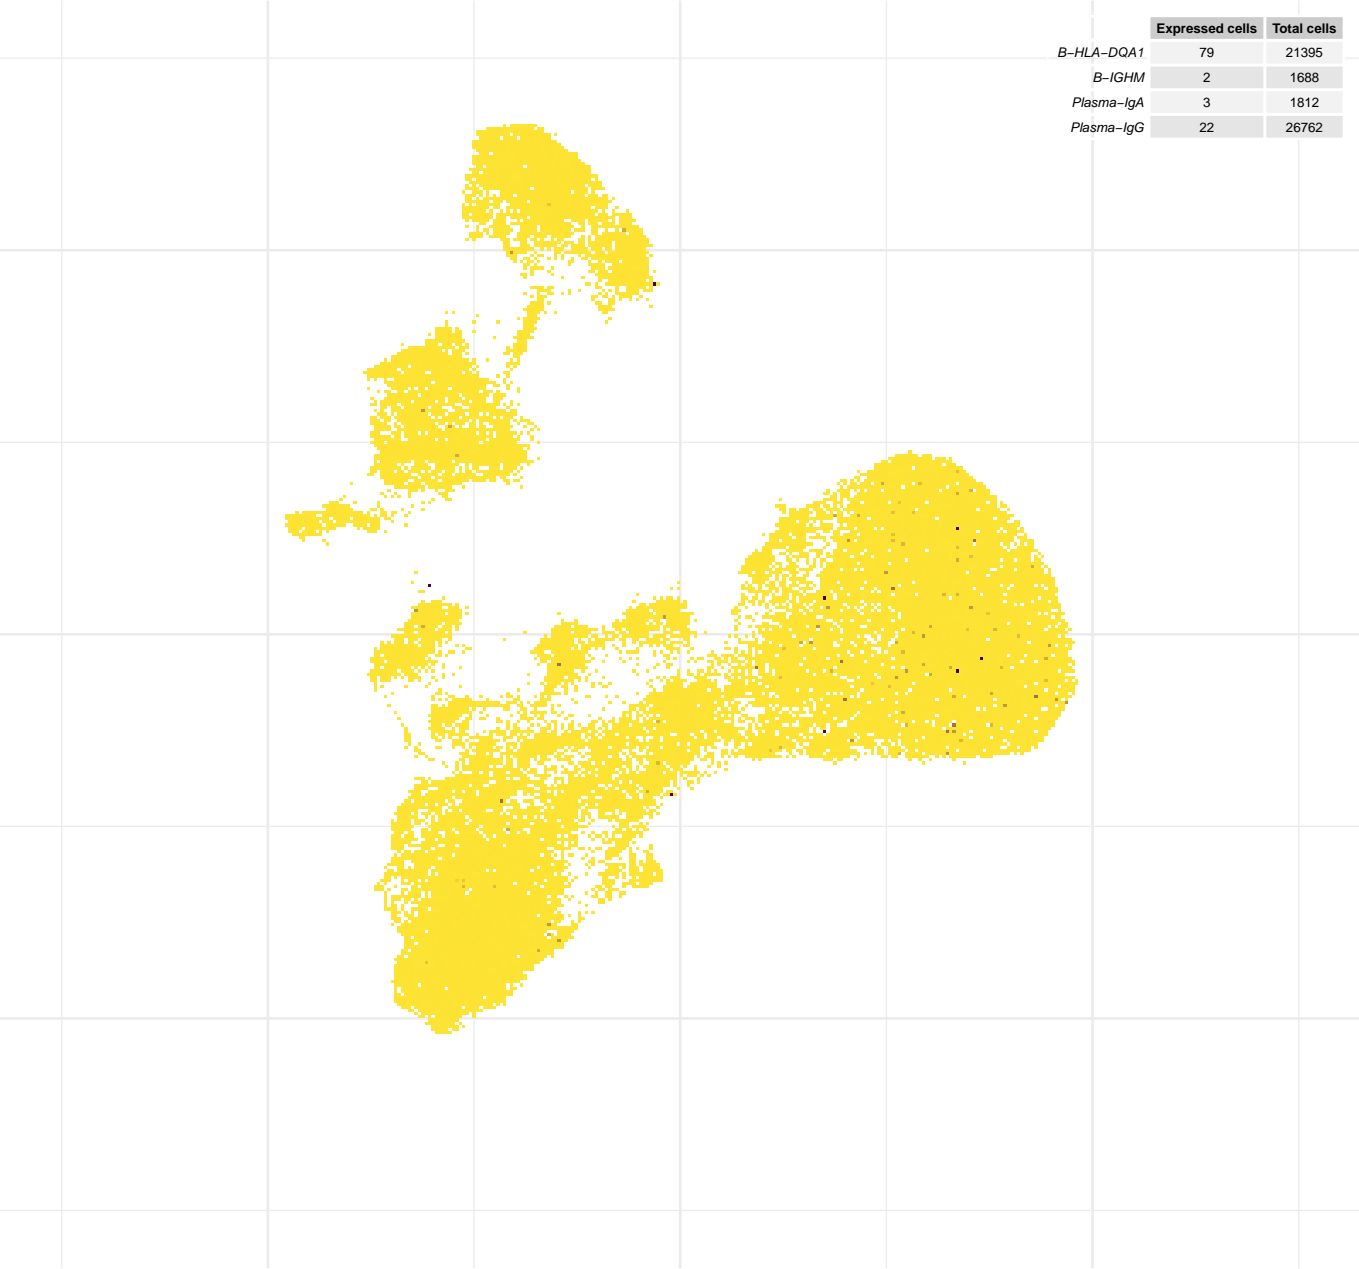 Expressed cells Total cells
B−HLA−DQA1 79 21395
B−IGHM 2 1688
Plasma−IgA 3 1812
Plasma−IgG 22 26762